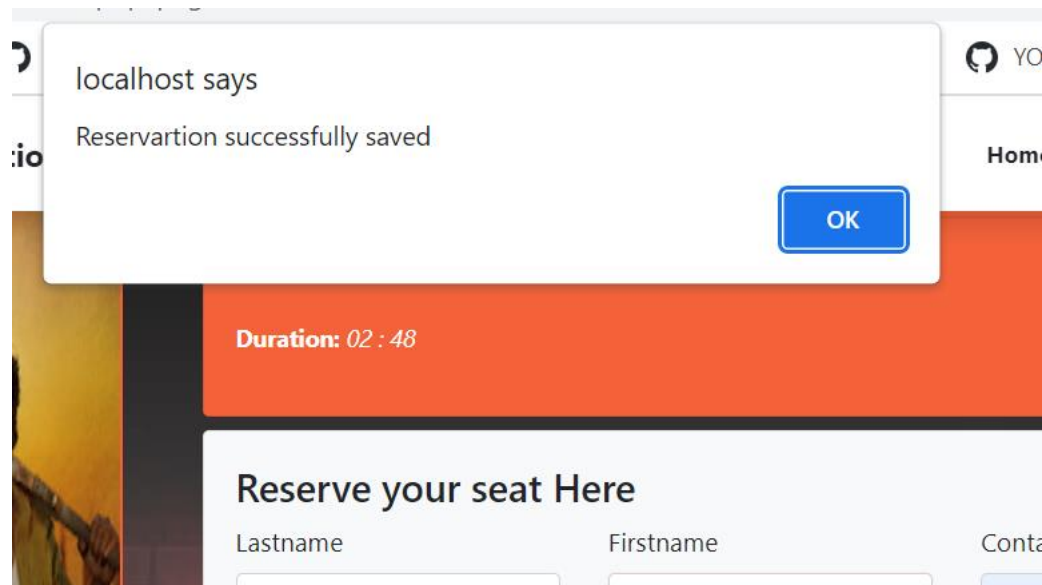 localhost says
Reservartion successfully saved
OK
Duration: 02 : 48
Reserve your seat Here
Lastname
Firstname